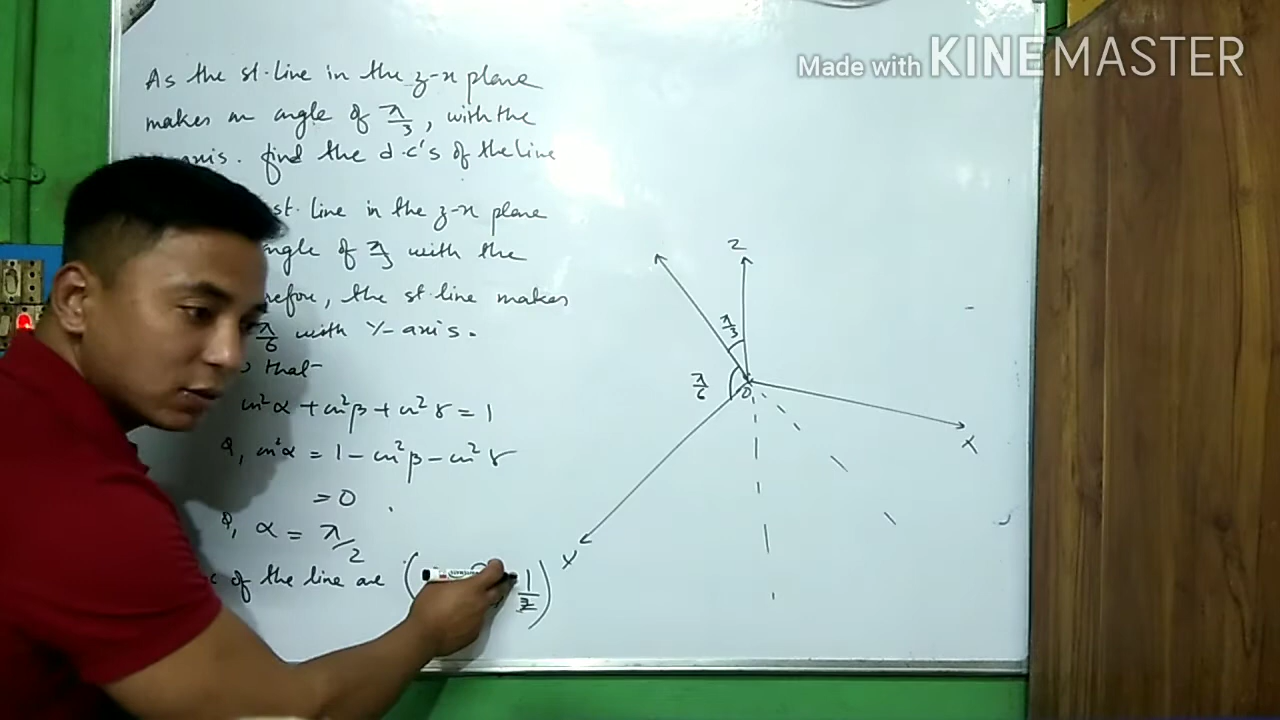 Made with KINEMASTER
As the st. line in the z-x plane
makes an angle of π/3, with the
axis. find the d.c's of the line
st. line in the z-x plane
angle of π/3 with the
the st. line makes
π/6 with Y-axis.
that-
cos²α + cos²β + cos²γ = 1
Or, cos²α = 1 - cos²β - cos²γ
= 0
Or, α = π/2
of the line are ( 1/2 )
Z
π/3
π/6
O
X
Y